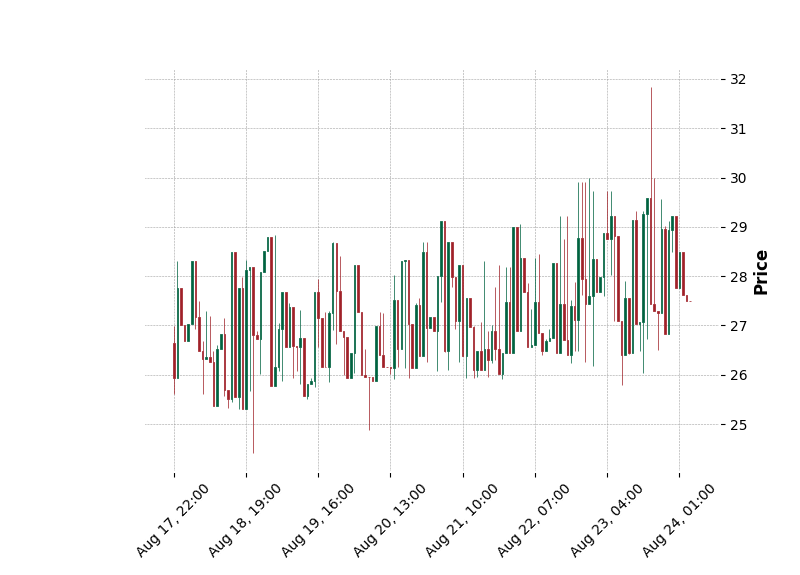 32
31
30
29
28
27
26
25
Price
Aug 17, 22:00
Aug 18, 19:00
Aug 19, 16:00
Aug 20, 13:00
Aug 21, 10:00
Aug 22, 07:00
Aug 23, 04:00
Aug 24, 01:00